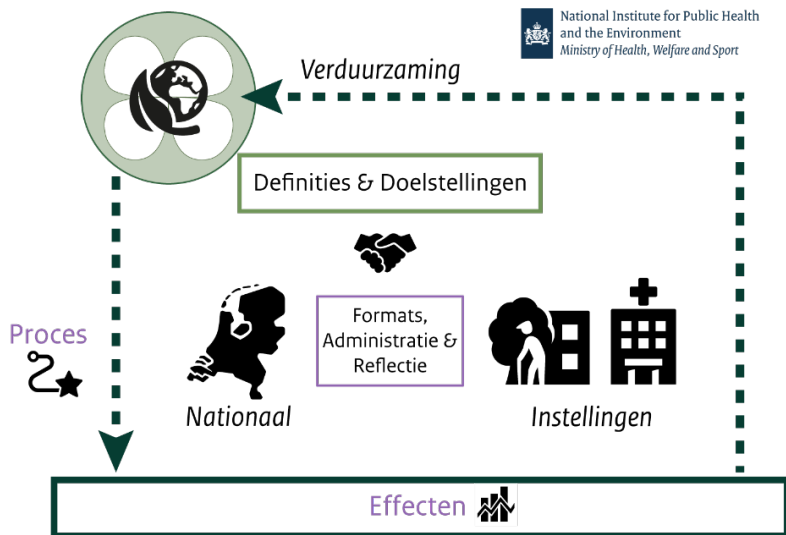 National Institute for Public Health
and the Environment
Ministry of Health, Welfare and Sport
Verduurzaming
Definities & Doelstellingen
Formats,
Administratie &
Reflectie
Proces
Nationaal
Instellingen
Effecten